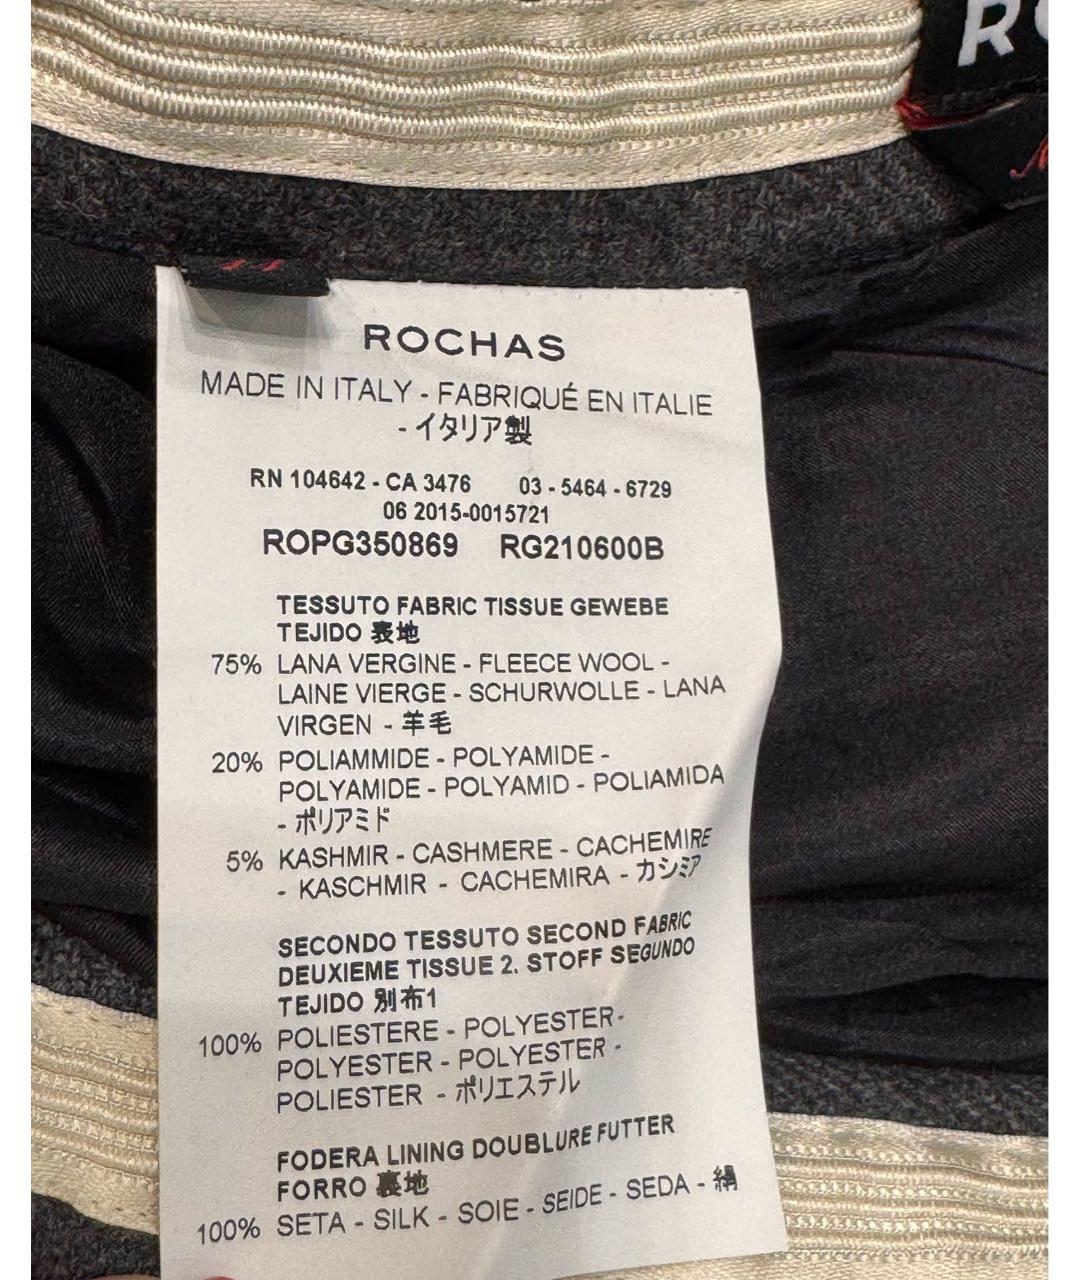 ROCHAS
MADE IN ITALY - FABRIQUÉ EN ITALIE
- イタリア製
RN 104642 - CA 3476 03 - 5464 - 6729
06 2015-0015721
ROPG350869 RG210600B
TESSUTO FABRIC TISSUE GEWEBE
TEJIDO 表地
75% LANA VERGINE - FLEECE WOOL -
LAINE VIERGE - SCHURWOLLE - LANA
VIRGEN - 羊毛
20% POLIAMMIDE - POLYAMIDE -
POLYAMIDE - POLYAMID - POLIAMIDA
- ポリアミド
5% KASHMIR - CASHMERE - CACHEMIRE
- KASCHMIR - CACHEMIRA - カシミア
SECONDO TESSUTO SECOND FABRIC
DEUXIEME TISSUE 2. STOFF SEGUNDO
TEJIDO 別布1
100% POLIESTERE - POLYESTER-
POLYESTER - POLYESTER -
POLIESTER - ポリエステル
FODERA LINING DOUBLURE FUTTER
FORRO 裏地
100% SETA - SILK - SOIE - SEIDE - SEDA - 絹